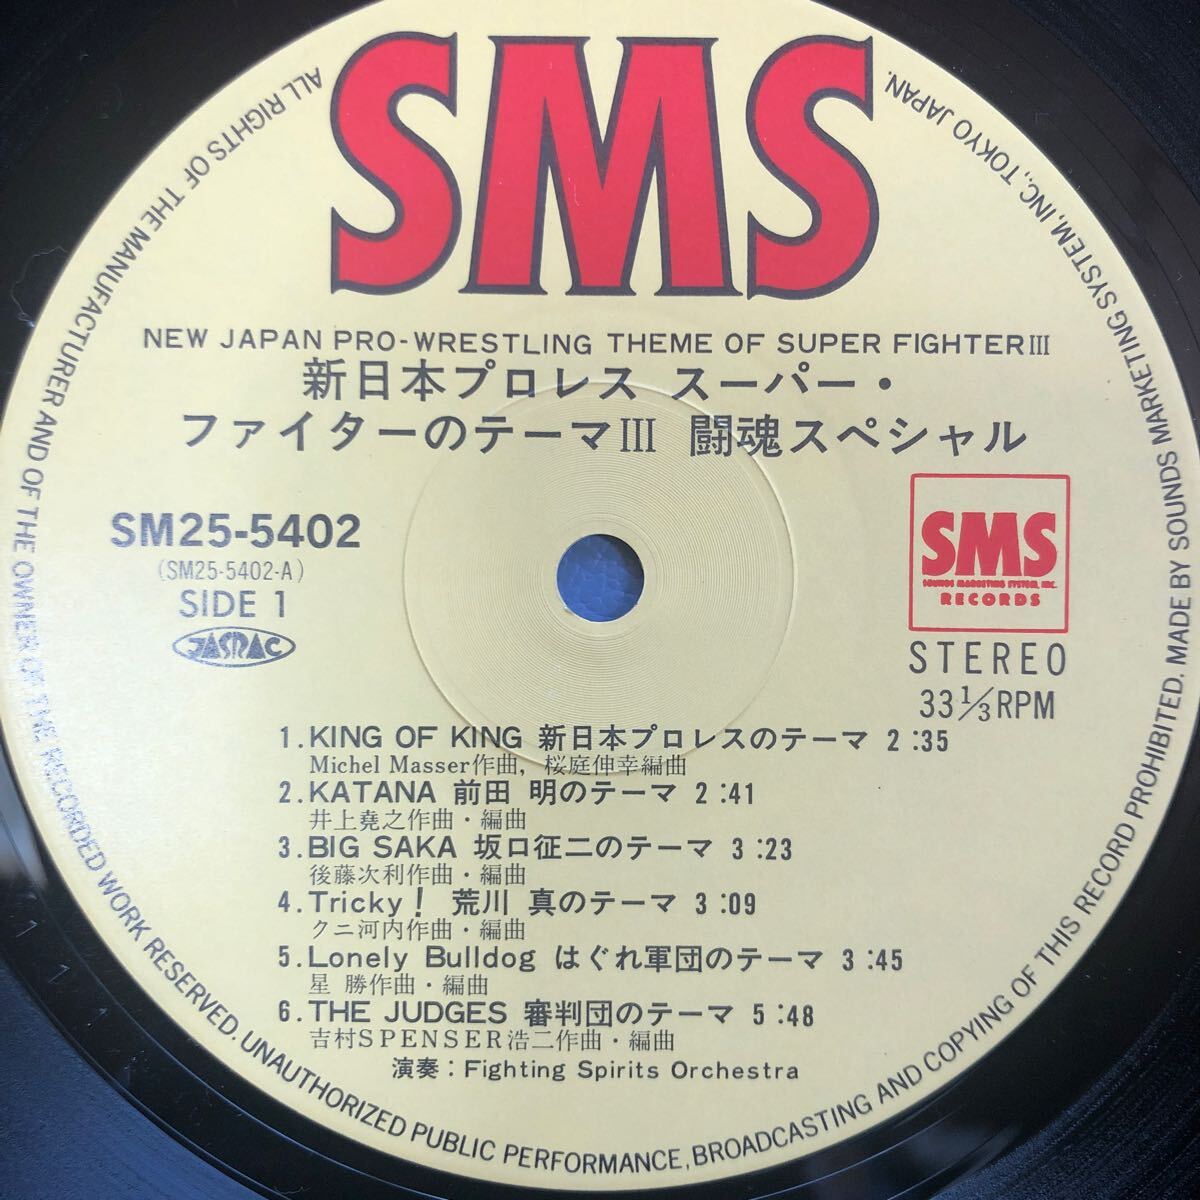 SMS
NEW JAPAN PRO-WRESTLING THEME OF SUPER FIGHTER III
新日本プロレス スーパー・
ファイターのテーマIII 闘魂スペシャル
SM25-5402
(SM25-5402-A)
SIDE 1
JASRAC
SMS
SOUNDS MARKETING SYSTEM, INC.
RECORDS
STEREO
33 1/3 RPM
1. KING OF KING 新日本プロレスのテーマ 2:35
Michel Masser作曲, 桜庭伸幸編曲
2. KATANA 前田 明のテーマ 2:41
井上堯之作曲・編曲
3. BIG SAKA 坂口征二のテーマ 3:23
後藤次利作曲・編曲
4. Tricky! 荒川 真のテーマ 3:09
クニ河内作曲・編曲
5. Lonely Bulldog はぐれ軍団のテーマ 3:45
星 勝作曲・編曲
6. THE JUDGES 審判団のテーマ 5:48
吉村SPENSER浩二作曲・編曲
演奏：Fighting Spirits Orchestra
ALL RIGHTS OF THE MANUFACTURER AND OF THE OWNER OF THE RECORDED WORK RESERVED. UNAUTHORIZED PUBLIC PERFORMANCE, BROADCASTING AND COPYING OF THIS RECORD PROHIBITED. MADE BY SOUNDS MARKETING SYSTEM, INC., TOKYO JAPAN.